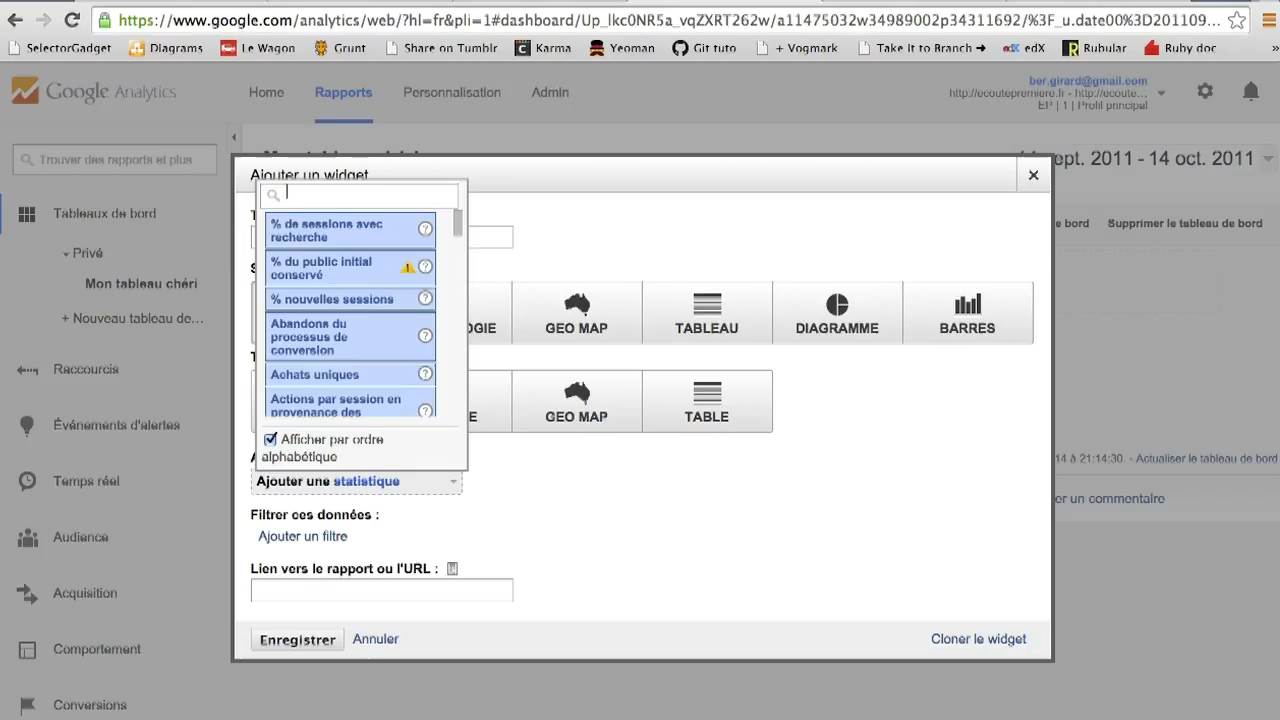 https://www.google.com/analytics/web/?hl=fr&pli=1#dashboard/Up_lkc0NR5a_vqZXRT262w/a11475032w34989002p34311692/%3F_u.date00%3D201109...
SelectorGadget Diagrams Le Wagon Grunt Share on Tumblr Karma Yeoman Git tuto + Vogmark Take it to Branch → edX edX Rubular Ruby doc »
Google Analytics Home Rapports Personnalisation Admin
ber.girard@gmail.com
http://ecoutepremiere.fr - http://ecoute...
EP | 1 | Profil principal
Trouver des rapports et plus
sept. 2011 - 14 oct. 2011
Ajouter un widget
Tableaux de bord
Privé
Mon tableau chéri
+ Nouveau tableau de...
Raccourcis
Événements d'alertes
Temps réel
Audience
Acquisition
Comportement
Conversions
de bord Supprimer le tableau de bord
% de sessions avec
recherche
% du public initial
conservé
% nouvelles sessions
Abandons du
processus de
conversion
Achats uniques
Actions par session en
provenance des
Afficher par ordre
alphabétique
OGIE GEO MAP TABLEAU DIAGRAMME BARRES
E GEO MAP TABLE
Ajouter une statistique
Filtrer ces données :
Ajouter un filtre
Lien vers le rapport ou l'URL :
Enregistrer Annuler Cloner le widget
14 à 21:14:30. - Actualiser le tableau de bord
er un commentaire